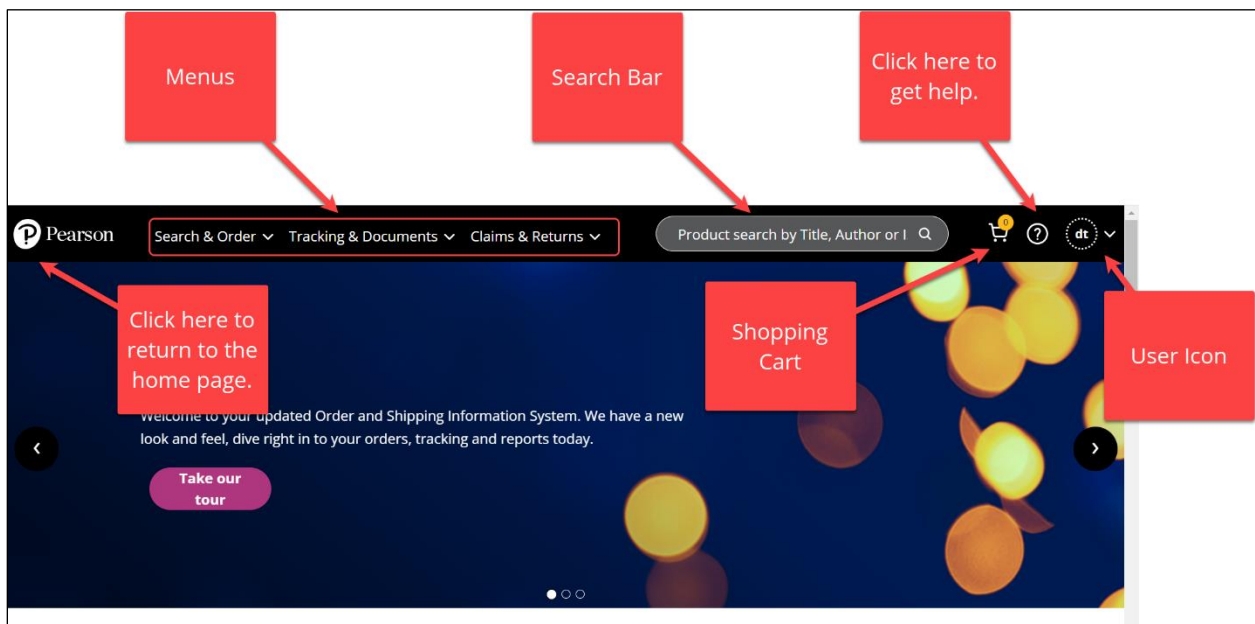 Menus
Search Bar
Click here to
get help.
Pearson
Search & Order
Tracking & Documents
Claims & Returns
Product search by Title, Author or I
0
?
dt
Click here to
return to the
home page.
Shopping
Cart
User Icon
Welcome to your updated Order and Shipping Information System. We have a new
look and feel, dive right in to your orders, tracking and reports today.
Take our
tour